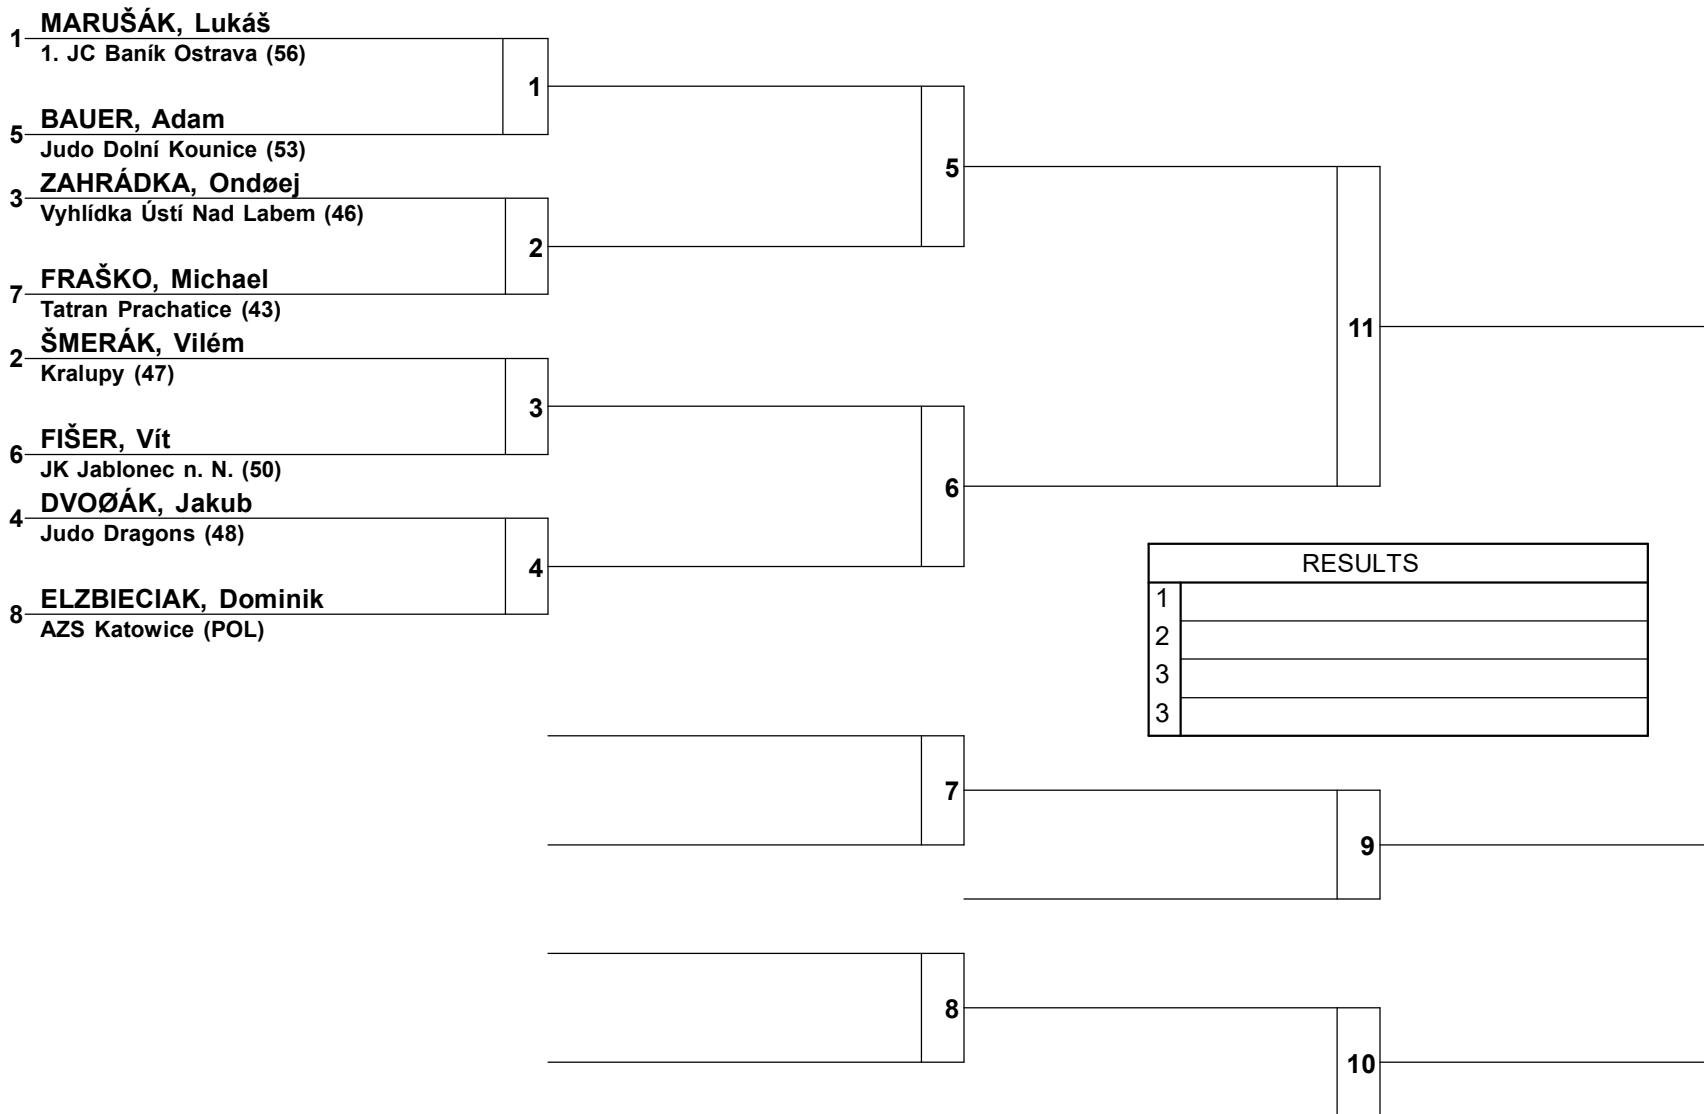 1 MARUŠÁK, Lukáš
1. JC Baník Ostrava (56)
1
5 BAUER, Adam
Judo Dolní Kounice (53)
5
3 ZAHRÁDKA, Ondøej
Vyhlídka Ústí Nad Labem (46)
2
7 FRAŠKO, Michael
Tatran Prachatice (43)
11
2 ŠMERÁK, Vilém
Kralupy (47)
3
6 FIŠER, Vít
JK Jablonec n. N. (50)
6
4 DVOØÁK, Jakub
Judo Dragons (48)
4
8 ELZBIECIAK, Dominik
AZS Katowice (POL)
RESULTS
1
2
3
3
7
9
8
10